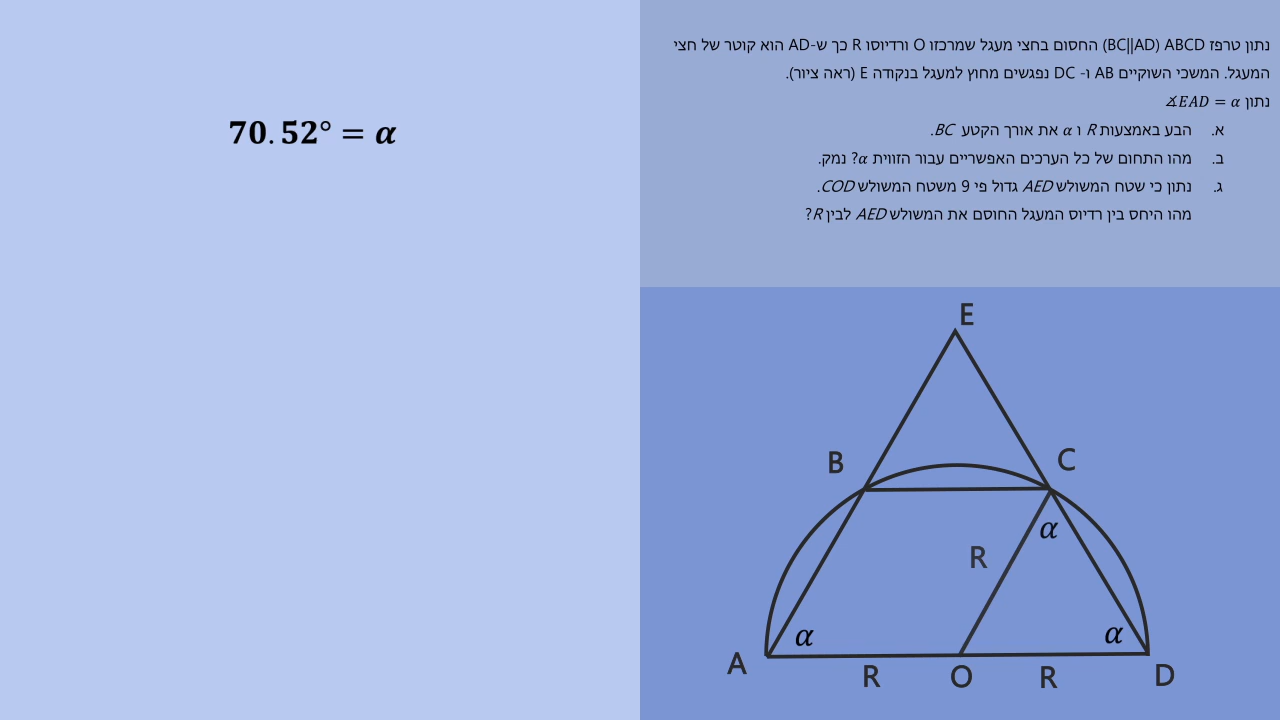 נתון טרפז ABCD (BC||AD) החסום בחצי מעגל שמרכזו O ורדיוסו R כך ש-AD הוא קוטר של חצי
המעגל. המשכי השוקיים AB ו- DC נפגשים מחוץ למעגל בנקודה E (ראה ציור).
נתון ∡EAD = α
א. הבע באמצעות R ו α את אורך הקטע BC.
ב. מהו התחום של כל הערכים האפשריים עבור הזווית α? נמק.
ג. נתון כי שטח המשולש AED גדול פי 9 משטח המשולש COD.
מהו היחס בין רדיוס המעגל החוסם את המשולש AED לבין R?
70.52° = α
E
B
C
α
R
α
α
A
R
O
R
D